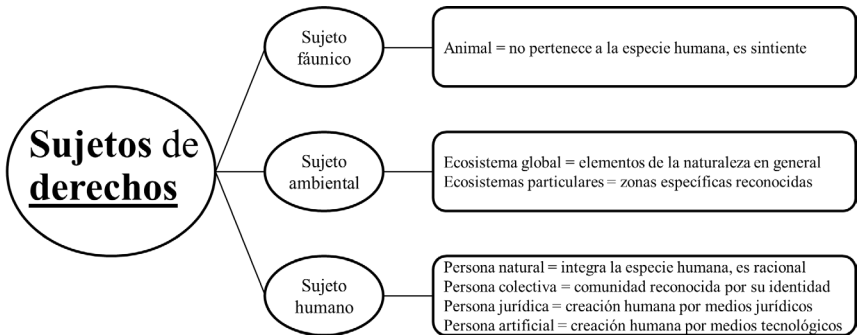 Sujetos de
derechos
Sujeto
fáunico
Animal = no pertenece a la especie humana, es sintiente
Sujeto
ambiental
Ecosistema global = elementos de la naturaleza en general
Ecosistemas particulares = zonas específicas reconocidas
Sujeto
humano
Persona natural = integra la especie humana, es racional
Persona colectiva = comunidad reconocida por su identidad
Persona jurídica = creación humana por medios jurídicos
Persona artificial = creación humana por medios tecnológicos